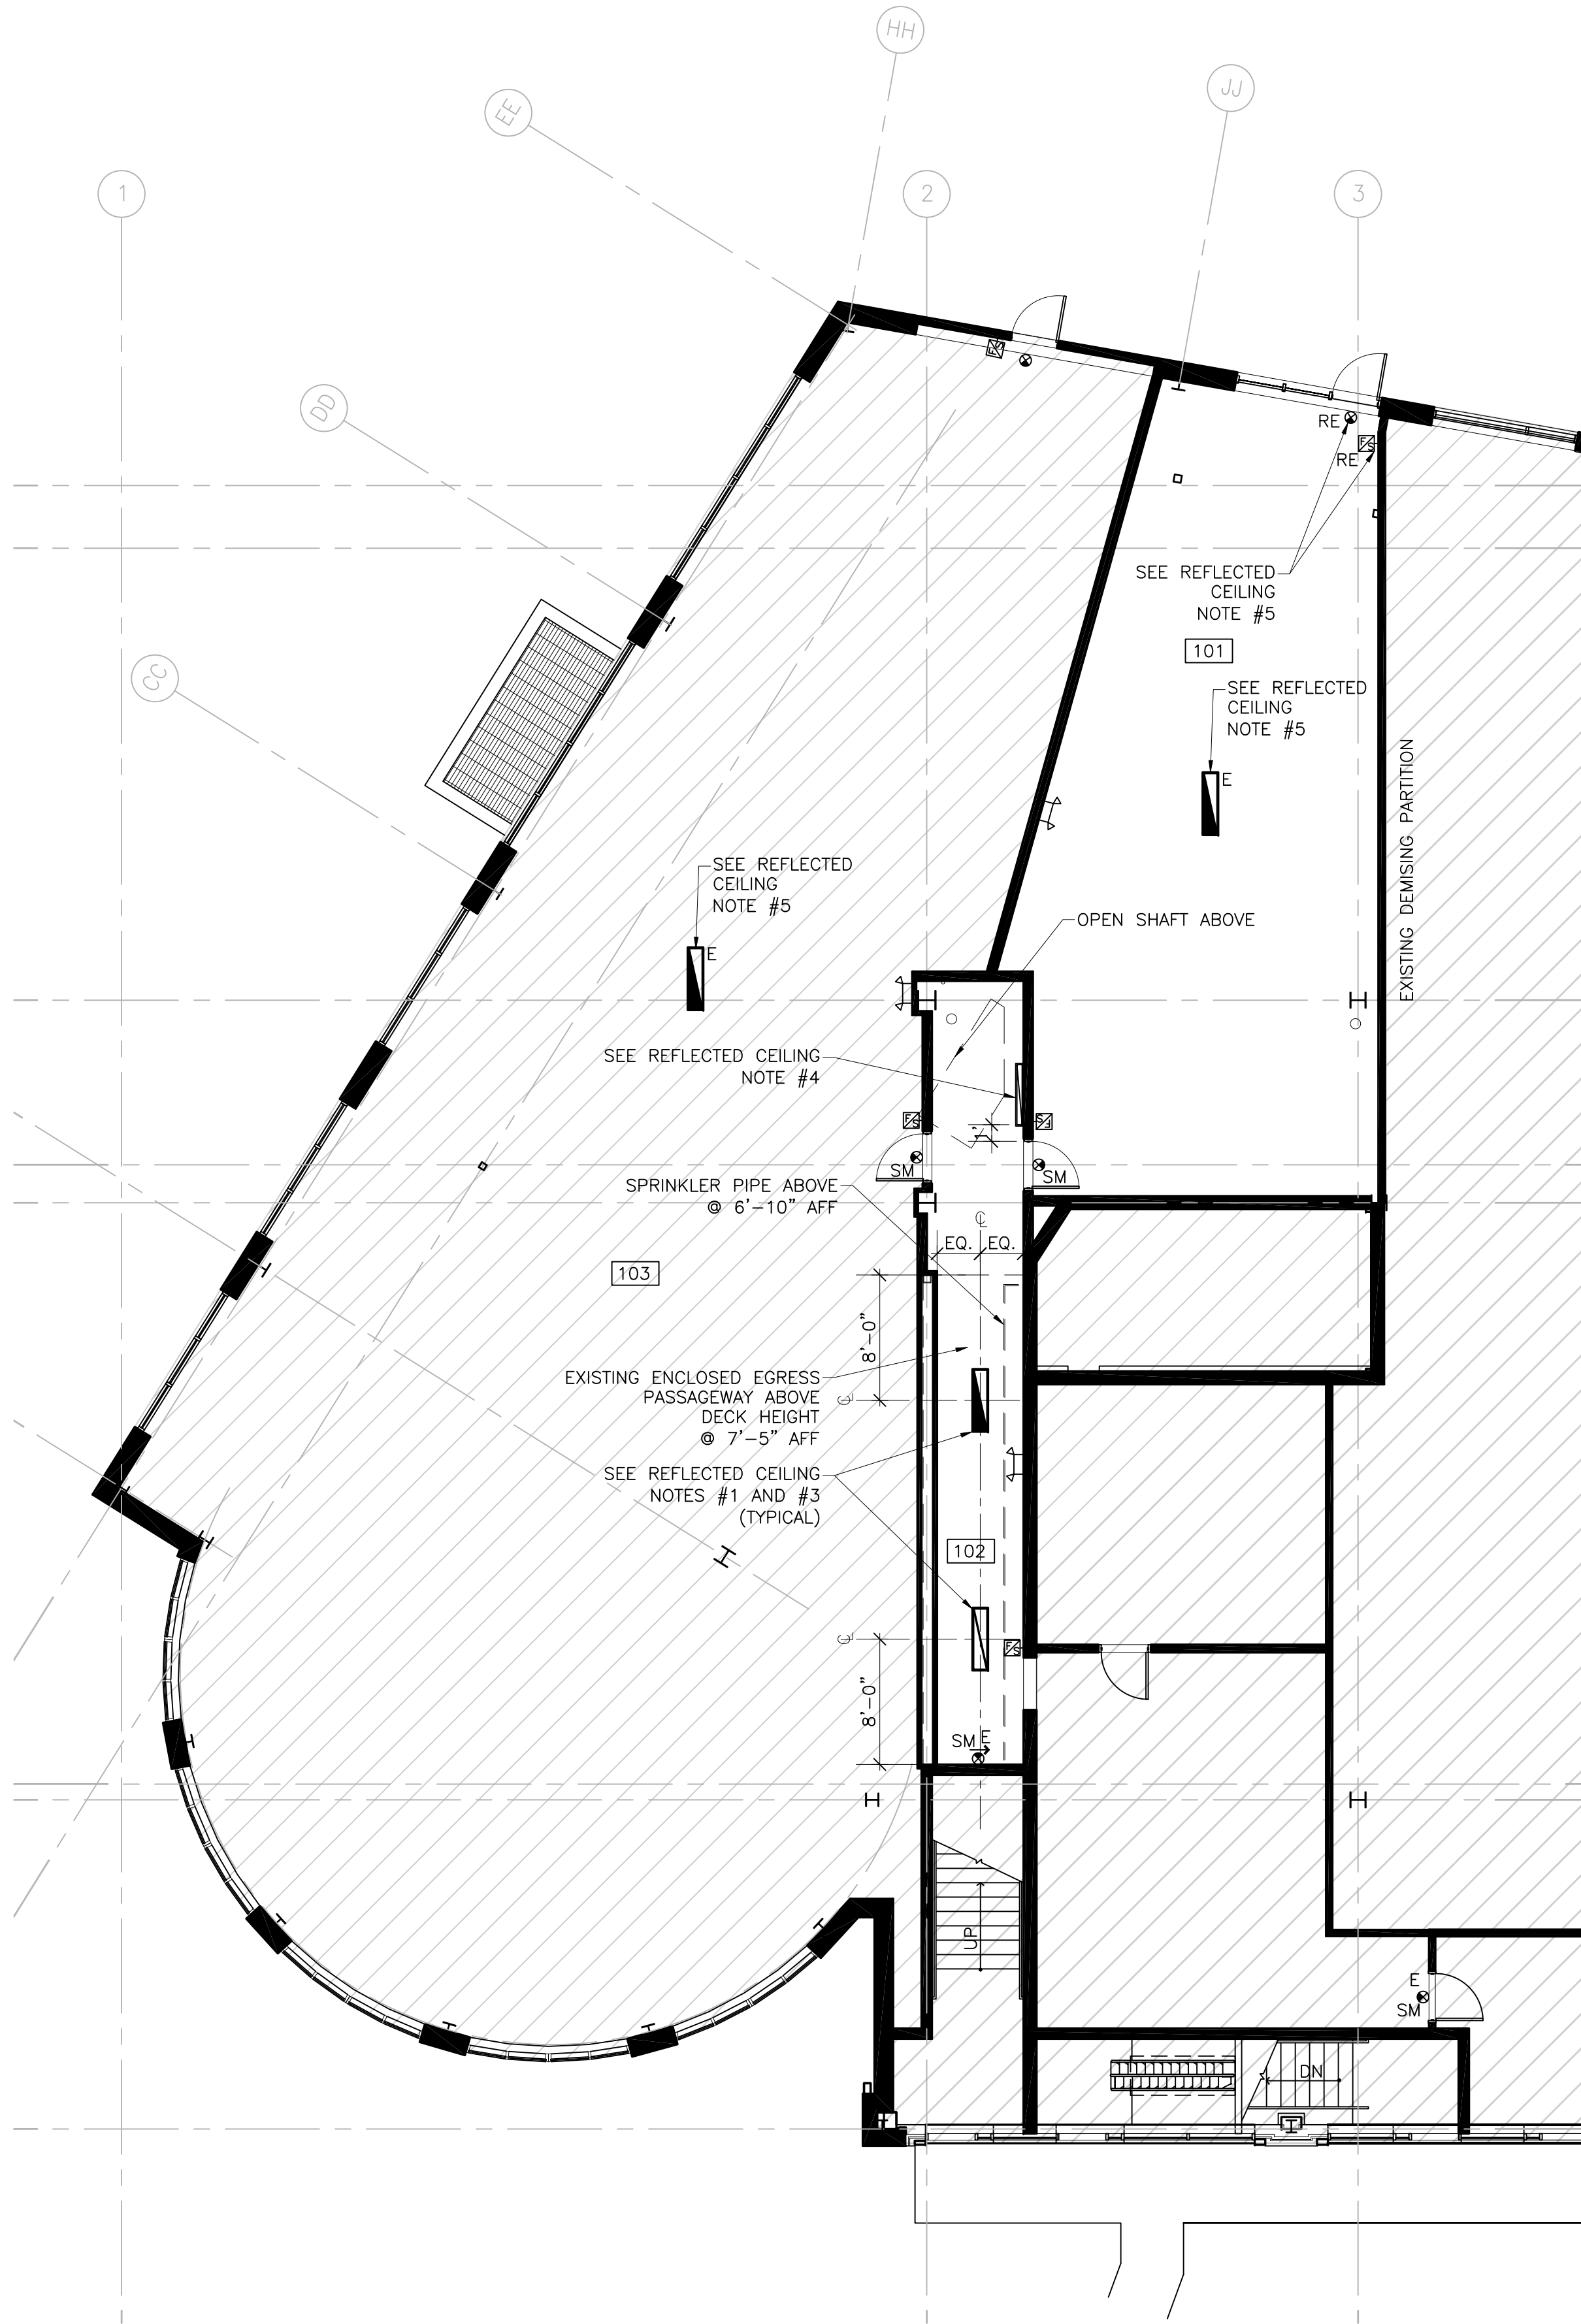 HH
JJ
EE
1
2
3
DD
CC
F
S
RE
F
S
RE
SEE REFLECTED
CEILING
NOTE #5
101
SEE REFLECTED
CEILING
NOTE #5
E
EXISTING DEMISING PARTITION
SEE REFLECTED
CEILING
NOTE #5
E
OPEN SHAFT ABOVE
SEE REFLECTED CEILING
NOTE #4
F
S
F
S
1'
SM
SM
SPRINKLER PIPE ABOVE
@ 6'-10" AFF
EQ.
EQ.
103
8'-0"
EXISTING ENCLOSED EGRESS
PASSAGEWAY ABOVE
DECK HEIGHT
@ 7'-5" AFF
SEE REFLECTED CEILING
NOTES #1 AND #3
(TYPICAL)
102
F
S
8'-0"
SM E
UP
E
SM
DN